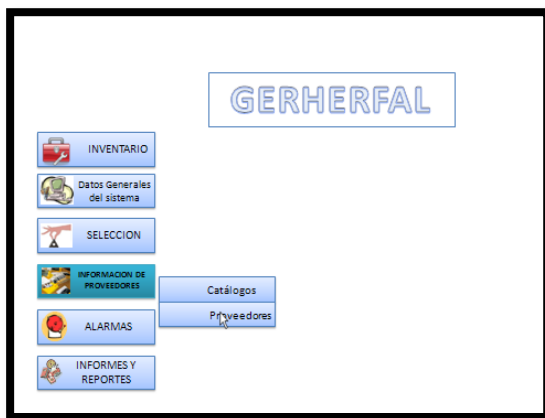 GERHERFAL
INVENTARIO
Datos Generales
del sistema
SELECCION
INFORMACION DE
PROVEEDORES
Catálogos
Proveedores
ALARMAS
INFORMES Y
REPORTES